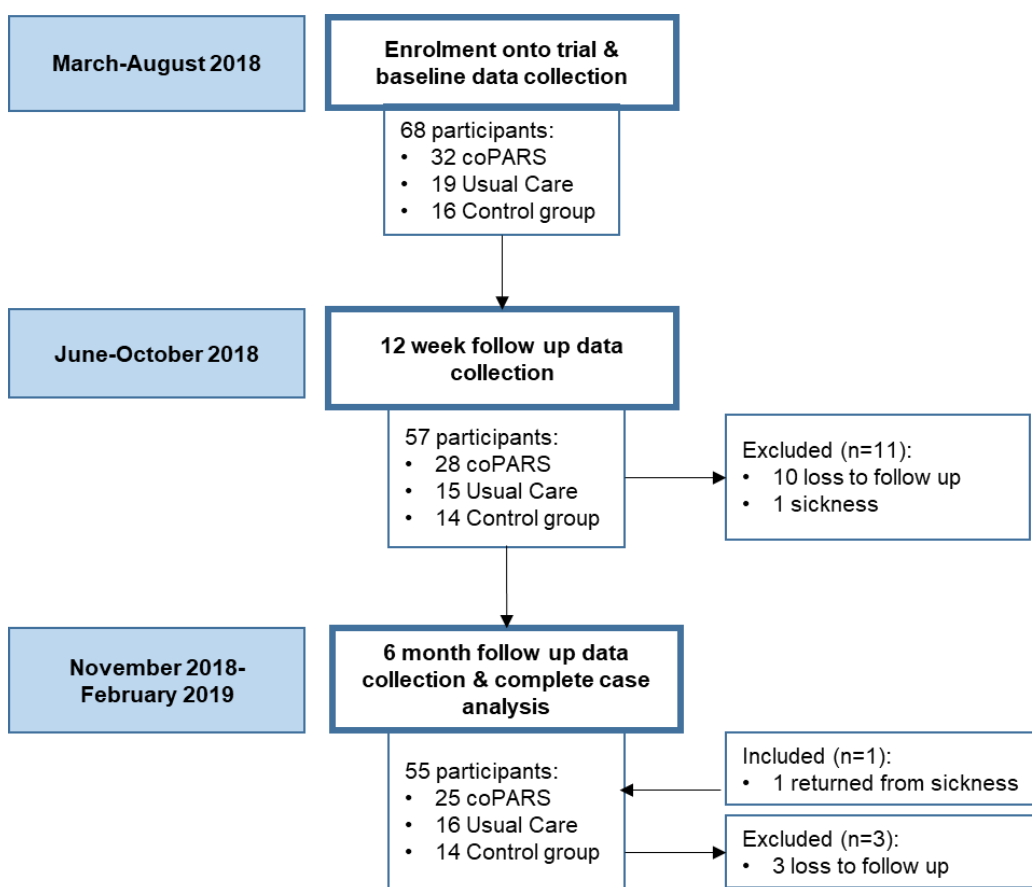 March-August 2018
Enrolment onto trial &
baseline data collection
68 participants:
• 32 coPARS
• 19 Usual Care
• 16 Control group
June-October 2018
12 week follow up data
collection
57 participants:
• 28 coPARS
• 15 Usual Care
• 14 Control group
Excluded (n=11):
• 10 loss to follow up
• 1 sickness
November 2018-
February 2019
6 month follow up data
collection & complete case
analysis
55 participants:
• 25 coPARS
• 16 Usual Care
• 14 Control group
Included (n=1):
• 1 returned from sickness
Excluded (n=3):
• 3 loss to follow up